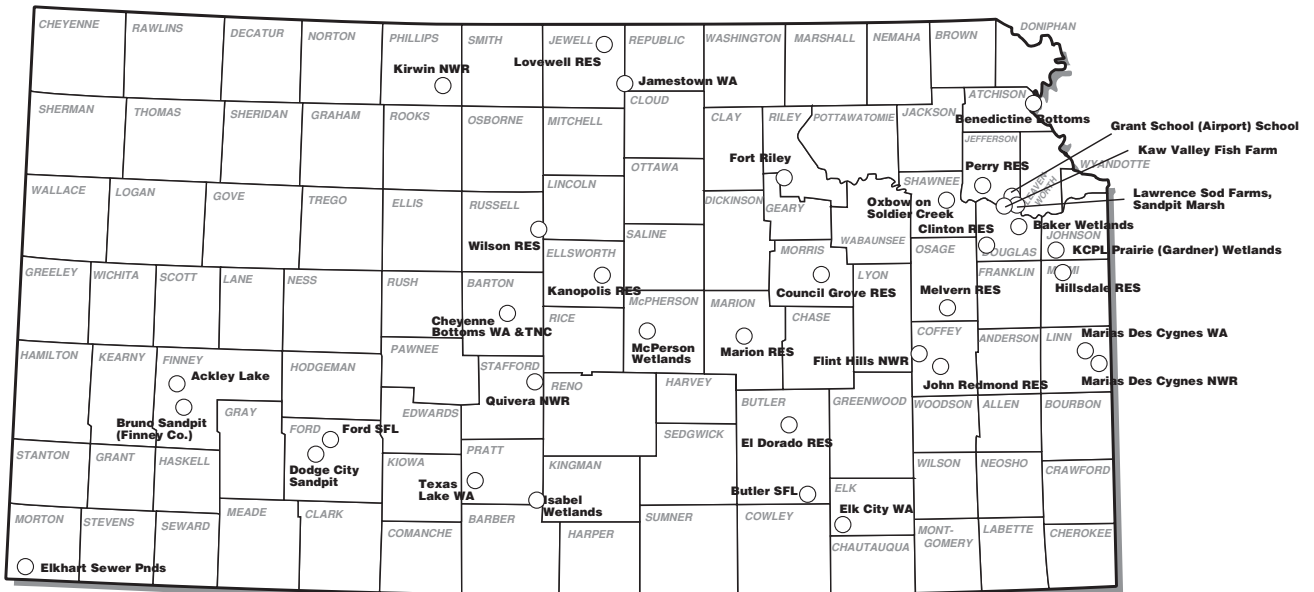 CHEYENNE
RAWLINS
DECATUR
NORTON
PHILLIPS
SMITH
JEWELL
REPUBLIC
WASHINGTON
MARSHALL
NEMAHA
BROWN
DONIPHAN
Kirwin NWR
Lovewell RES
Jamestown WA
SHERMAN
THOMAS
SHERIDAN
GRAHAM
ROOKS
OSBORNE
MITCHELL
CLOUD
CLAY
RILEY
POTTAWATOMIE
JACKSON
ATCHISON
Benedictine Bottoms
Grant School (Airport) School
JEFFERSON
Kaw Valley Fish Farm
Fort Riley
Perry RES
WYANDOTTE
WALLACE
LOGAN
GOVE
TREGO
ELLIS
RUSSELL
LINCOLN
OTTAWA
DICKINSON
GEARY
SHAWNEE
LEAVEN
WORTH
Oxbow on
Soldier Creek
Lawrence Sod Farms,
Sandpit Marsh
Clinton RES
Baker Wetlands
Wilson RES
SALINE
WABAUNSEE
OSAGE
DOUGLAS
JOHNSON
KCPL Prairie (Gardner) Wetlands
ELLSWORTH
MORRIS
GREELEY
WICHITA
SCOTT
LANE
NESS
RUSH
BARTON
Kanopolis RES
McPHERSON
MARION
Council Grove RES
LYON
Melvern RES
FRANKLIN
MIAMI
Hillsdale RES
Cheyenne
Bottoms WA &TNC
RICE
CHASE
COFFEY
ANDERSON
LINN
Marias Des Cygnes WA
HAMILTON
KEARNY
FINNEY
HODGEMAN
PAWNEE
STAFFORD
McPerson
Wetlands
Marion RES
Flint Hills NWR
John Redmond RES
Marias Des Cygnes NWR
Ackley Lake
Quivera NWR
RENO
HARVEY
BUTLER
GREENWOOD
WOODSON
ALLEN
BOURBON
Bruno Sandpit
(Finney Co.)
GRAY
FORD
Ford SFL
EDWARDS
SEDGWICK
El Dorado RES
STANTON
GRANT
HASKELL
Dodge City
Sandpit
KIOWA
PRATT
KINGMAN
WILSON
NEOSHO
CRAWFORD
Texas
Lake WA
Isabel
Wetlands
Butler SFL
ELK
Elk City WA
MORTON
STEVENS
SEWARD
MEADE
CLARK
COMANCHE
BARBER
HARPER
SUMNER
COWLEY
CHAUTAUQUA
MONT-
GOMERY
LABETTE
CHEROKEE
Elkhart Sewer Pnds